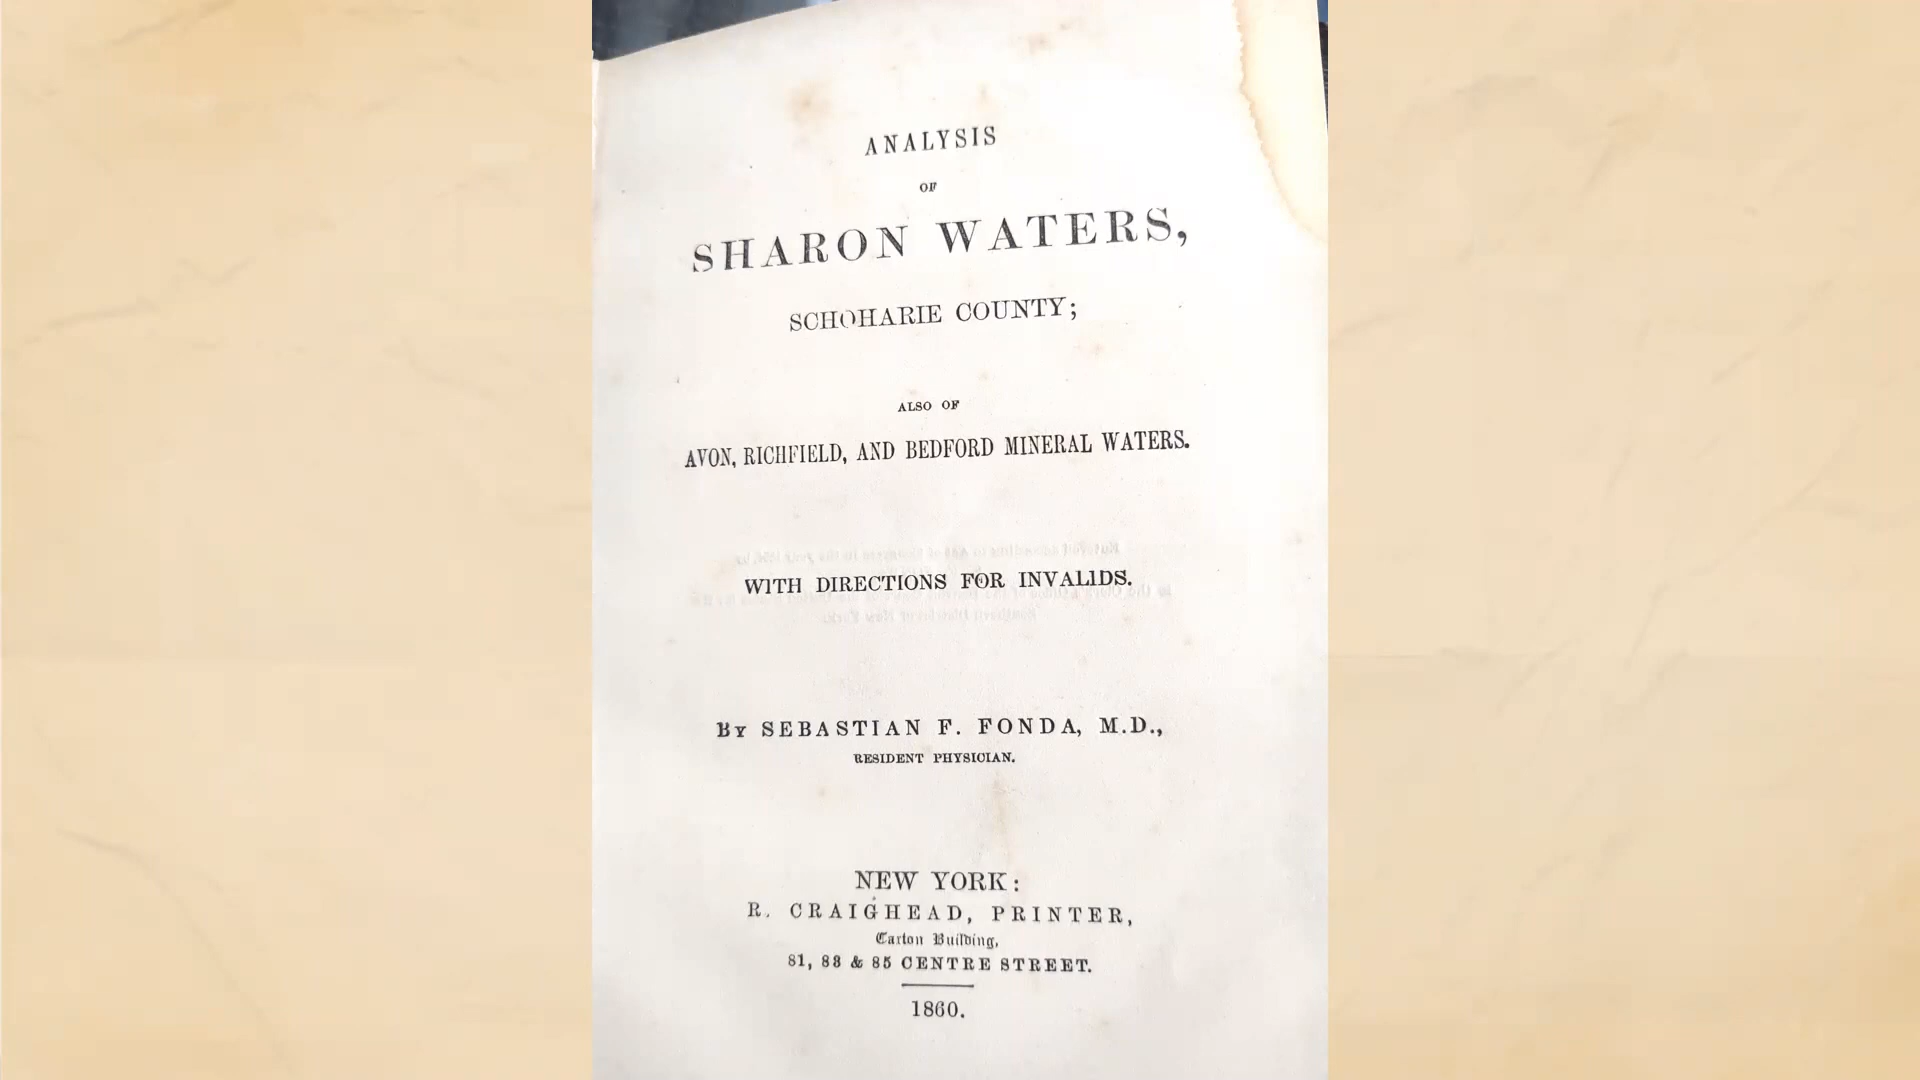 ANALYSIS
OF
SHARON WATERS,
SCHOHARIE COUNTY;
ALSO OF
AVON, RICHFIELD, AND BEDFORD MINERAL WATERS.
WITH DIRECTIONS FOR INVALIDS.
BY SEBASTIAN F. FONDA, M.D.,
RESIDENT PHYSICIAN.
NEW YORK:
R. CRAIGHEAD, PRINTER,
Caxton Building,
81, 83 & 85 CENTRE STREET.
1860.